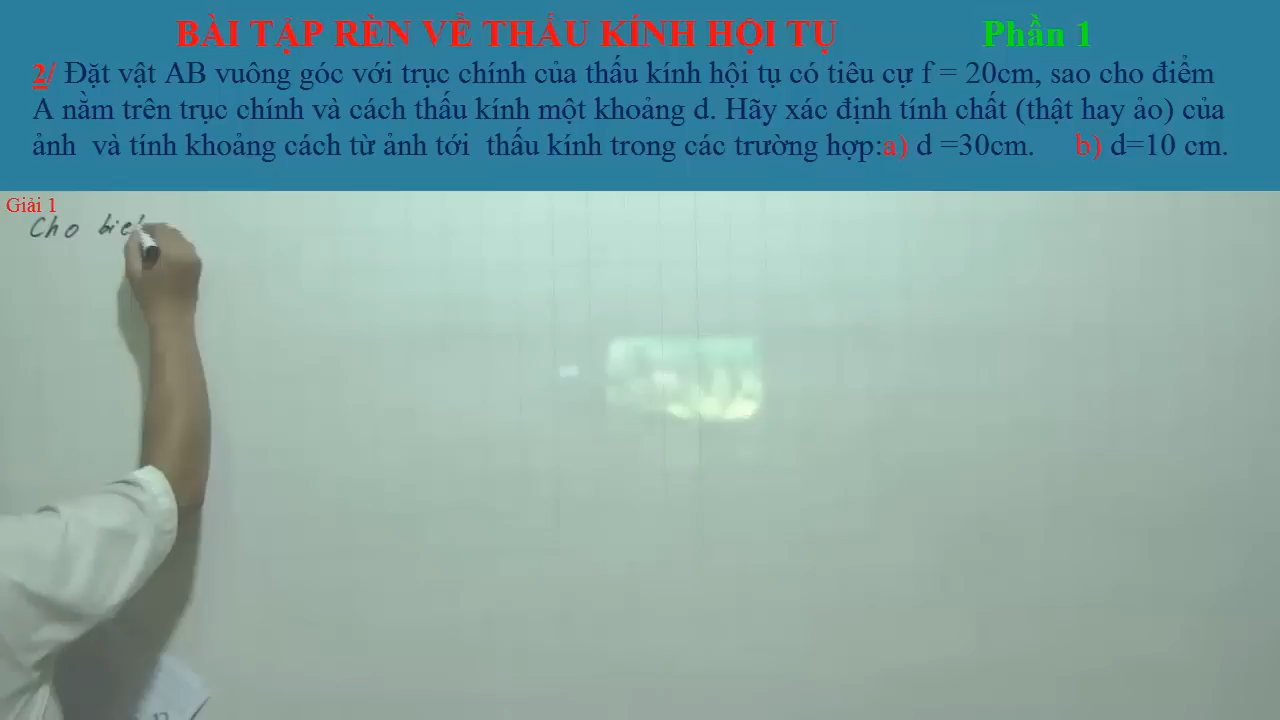 BÀI TẬP RÈN VỀ THẤU KÍNH HỘI TỤ Phần 1
2/ Đặt vật AB vuông góc với trục chính của thấu kính hội tụ có tiêu cự f = 20cm, sao cho điểm
A nằm trên trục chính và cách thấu kính một khoảng d. Hãy xác định tính chất (thật hay ảo) của
ảnh và tính khoảng cách từ ảnh tới thấu kính trong các trường hợp:a) d =30cm. b) d=10 cm.
Giải 1
Cho